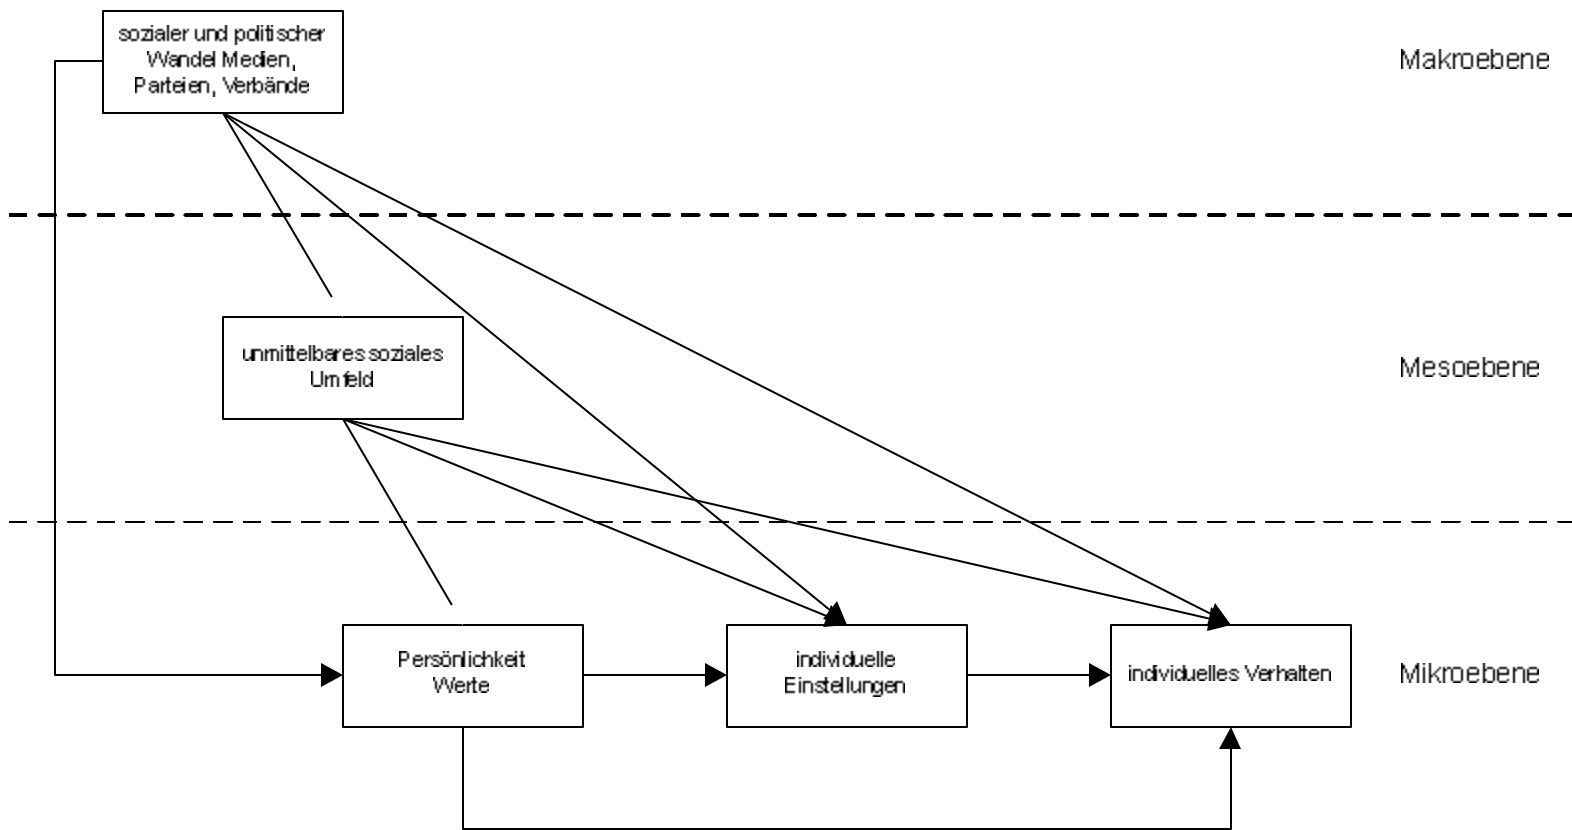 sozialer und politischer
Wandel Medien,
Parteien, Verbände
Makroebene
unmittelbares soziales
Umfeld
Mesoebene
Persönlichkeit
Werte
individuelle
Einstellungen
individuelles Verhalten
Mikroebene